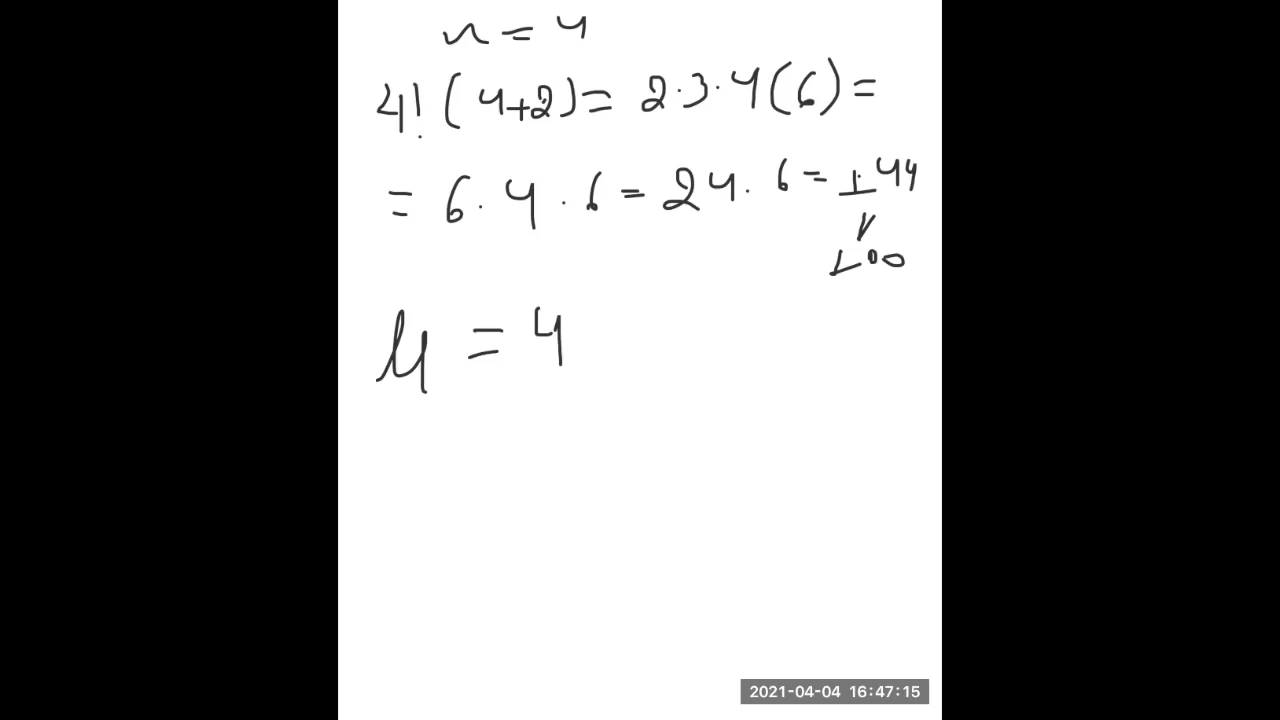 n = 4
4! (4+2) = 2·3·4(6) =
= 6·4·6 = 24·6 = 144
∨
100
M = 4
2021-04-04 16:47:15